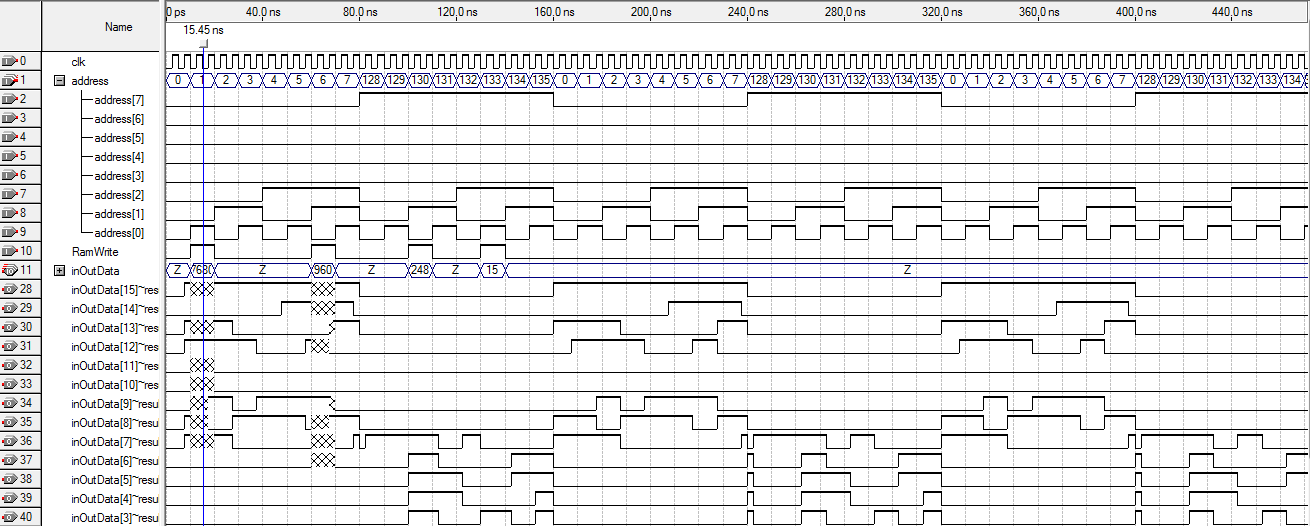 Name
0 ps 40.0 ns 80.0 ns 120.0 ns 160.0 ns 200.0 ns 240.0 ns 280.0 ns 320.0 ns 360.0 ns 400.0 ns 440.0 ns
15.45 ns
0 clk
1 address 0 1 2 3 4 5 6 7 128 129 130 131 132 133 134 135 0 1 2 3 4 5 6 7 128 129 130 131 132 133 134 135 0 1 2 3 4 5 6 7 128 129 130 131 132 133 134
2 address[7]
3 address[6]
4 address[5]
5 address[4]
6 address[3]
7 address[2]
8 address[1]
9 address[0]
10 RamWrite
11 inOutData Z Z 960 Z 248 Z 15 Z
28 inOutData[15]~res
29 inOutData[14]~res
30 inOutData[13]~res
31 inOutData[12]~res
32 inOutData[11]~res
33 inOutData[10]~res
34 inOutData[9]~resu
35 inOutData[8]~resu
36 inOutData[7]~resu
37 inOutData[6]~resu
38 inOutData[5]~resu
39 inOutData[4]~resu
40 inOutData[3]~resu